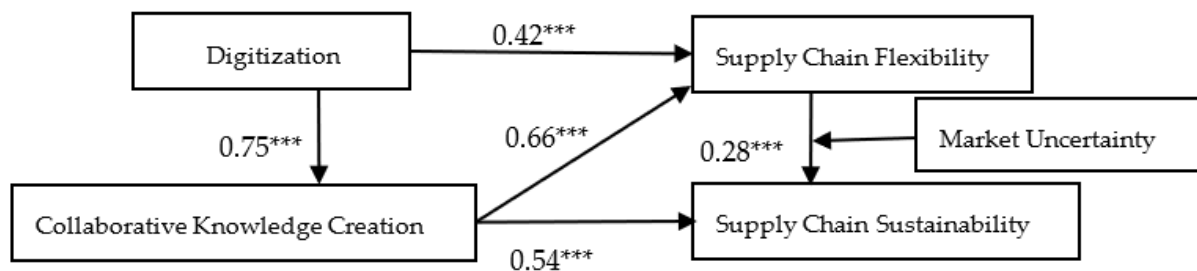 Digitization
0.42***
Supply Chain Flexibility
0.75***
0.66***
0.28***
Market Uncertainty
Collaborative Knowledge Creation
0.54***
Supply Chain Sustainability